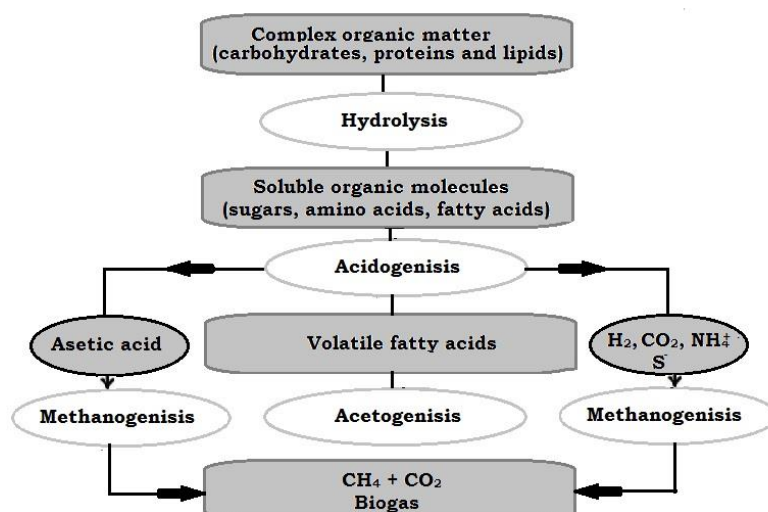 Complex organic matter
(carbohydrates, proteins and lipids)
Hydrolysis
Soluble organic molecules
(sugars, amino acids, fatty acids)
Acidogenisis
Asetic acid
Volatile fatty acids
H₂, CO₂, NH₄⁺
S⁻
Methanogenisis
Acetogenisis
Methanogenisis
CH₄ + CO₂
Biogas